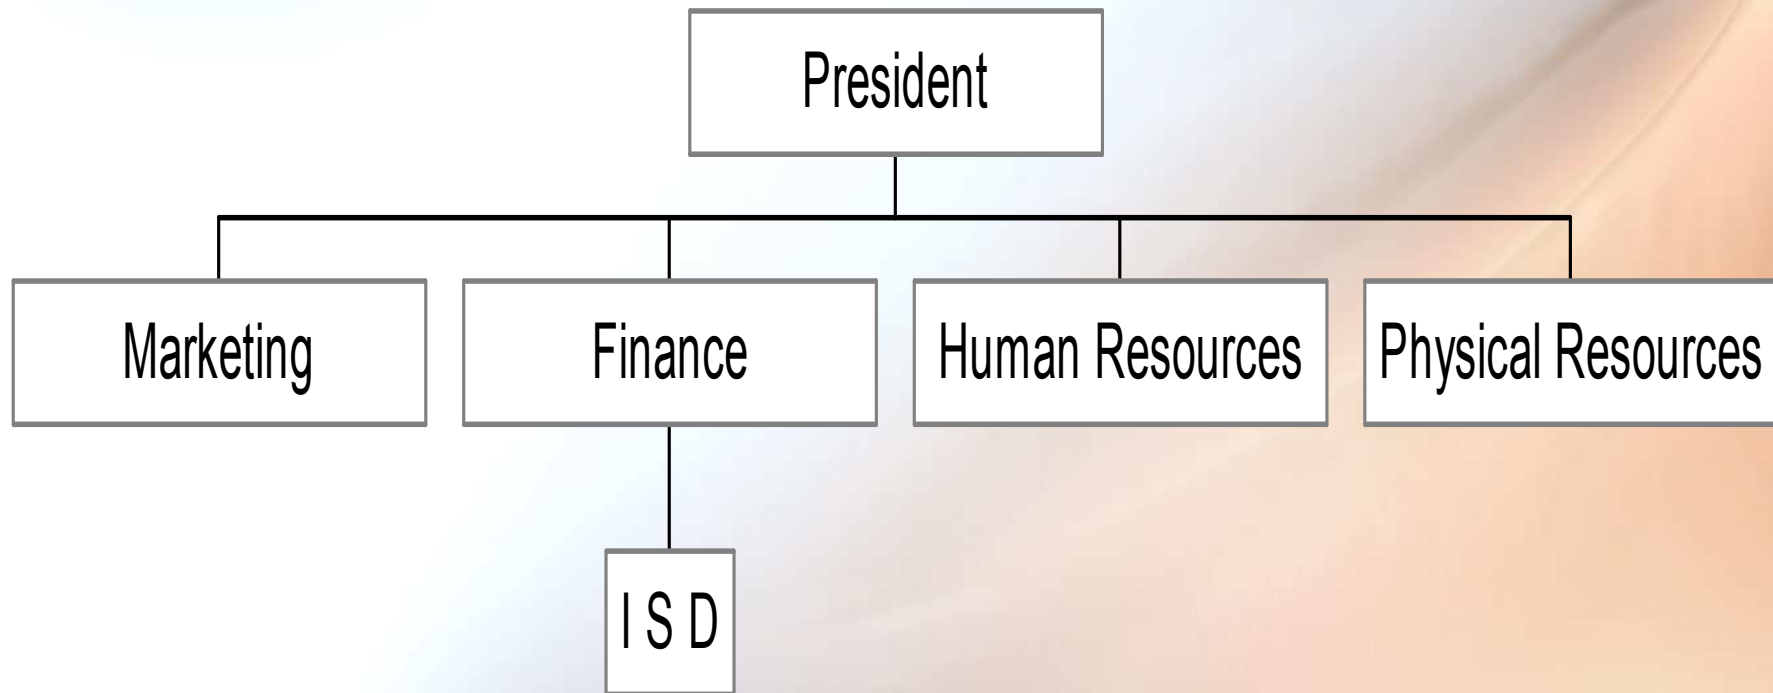 President
Marketing
Finance
Human Resources
Physical Resources
I S D